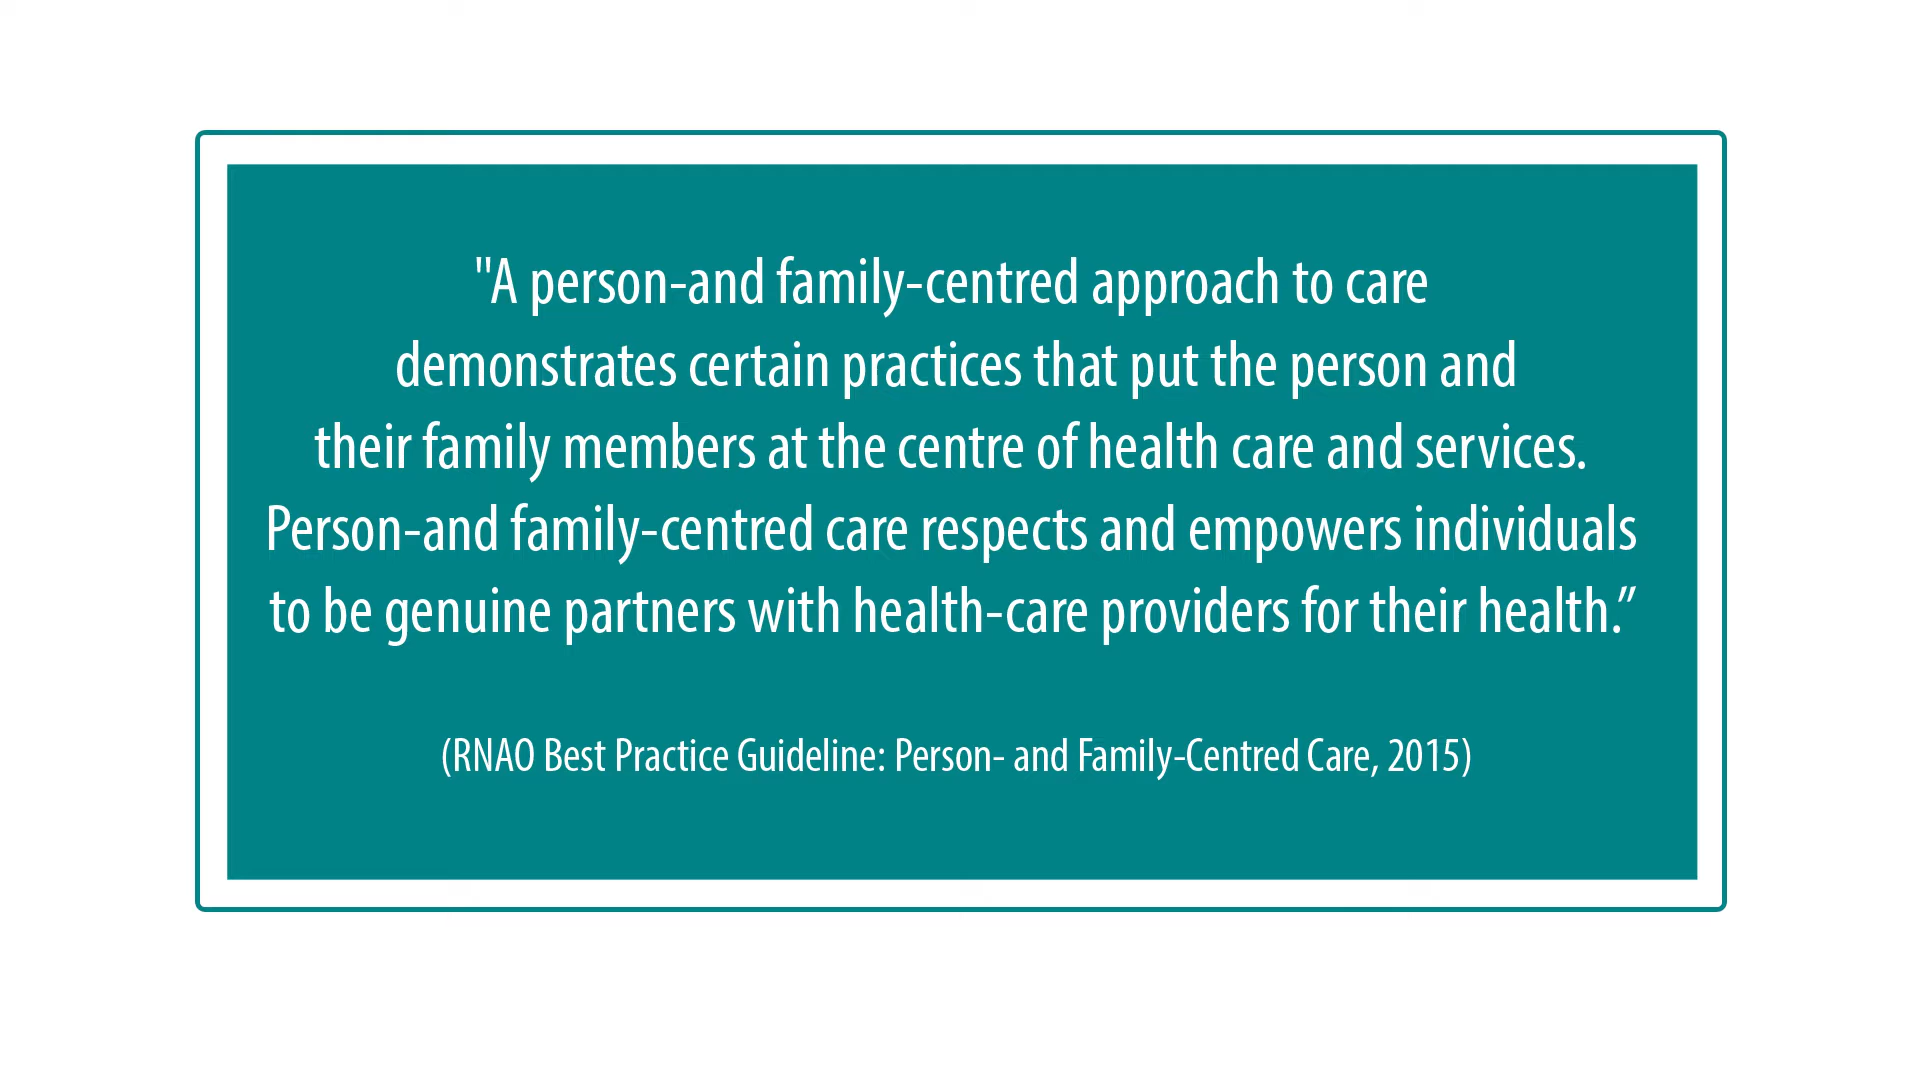 "A person-and family-centred approach to care
demonstrates certain practices that put the person and
their family members at the centre of health care and services.
Person-and family-centred care respects and empowers individuals
to be genuine partners with health-care providers for their health.”
(RNAO Best Practice Guideline: Person- and Family-Centred Care, 2015)